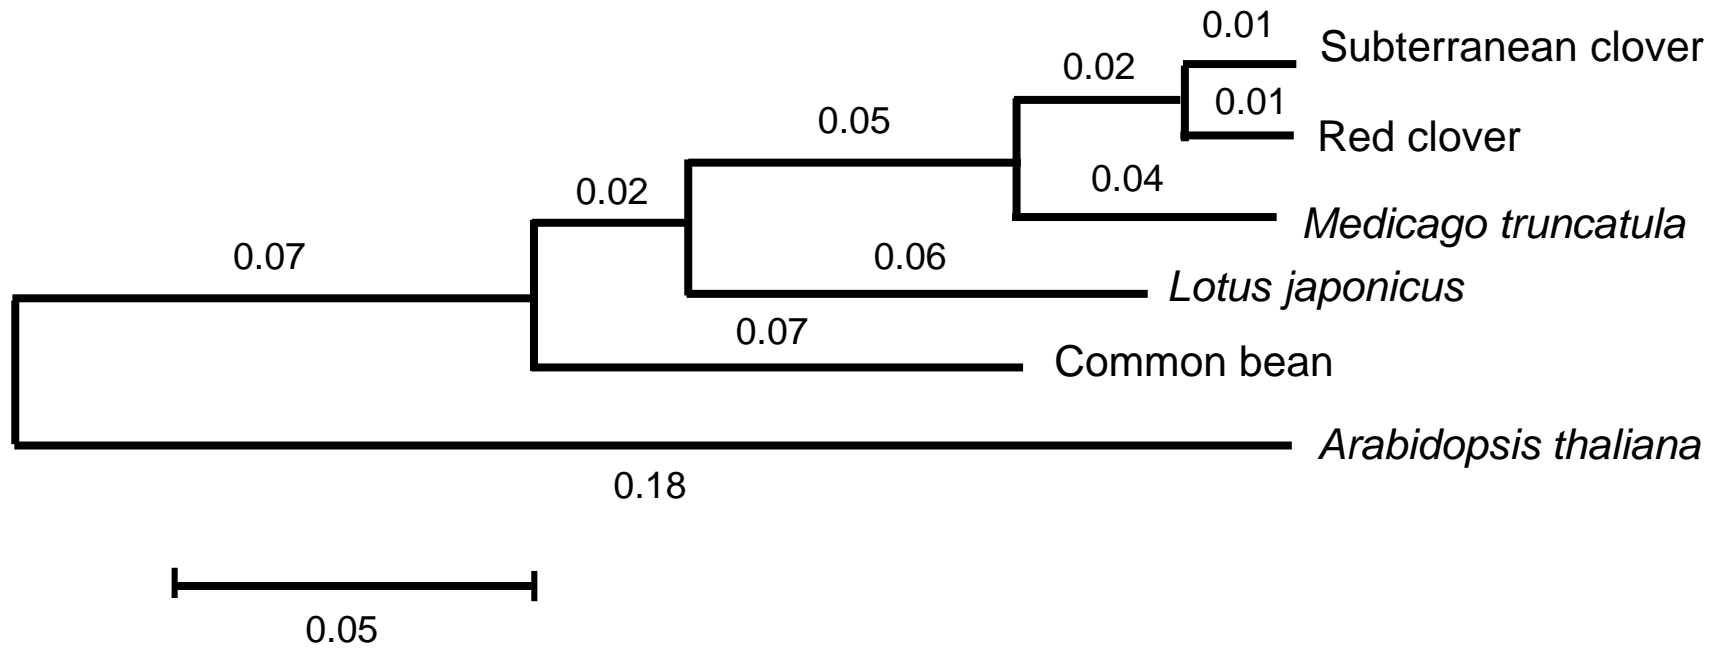 0.01
Subterranean clover
0.02
0.01
Red clover
0.05
0.04
Medicago truncatula
0.02
0.07
0.06
Lotus japonicus
0.07
Common bean
Arabidopsis thaliana
0.18
0.05